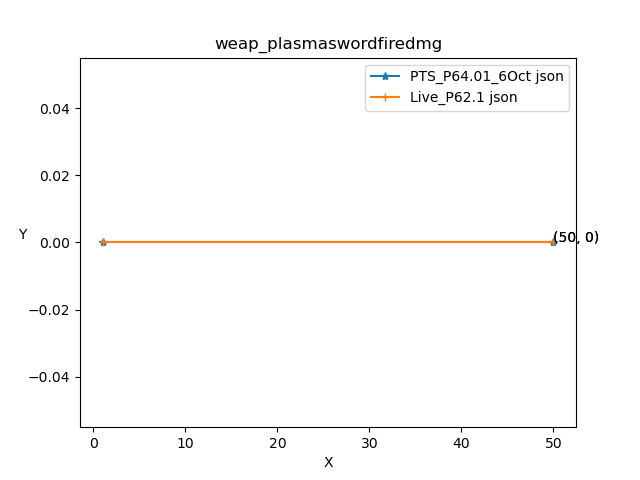 weap_plasmaswordfiredmg
PTS_P64.01_6Oct json
Live_P62.1 json
0.04
0.02
0.00
−0.02
−0.04
Y
(50, 0)
0 10 20 30 40 50
X